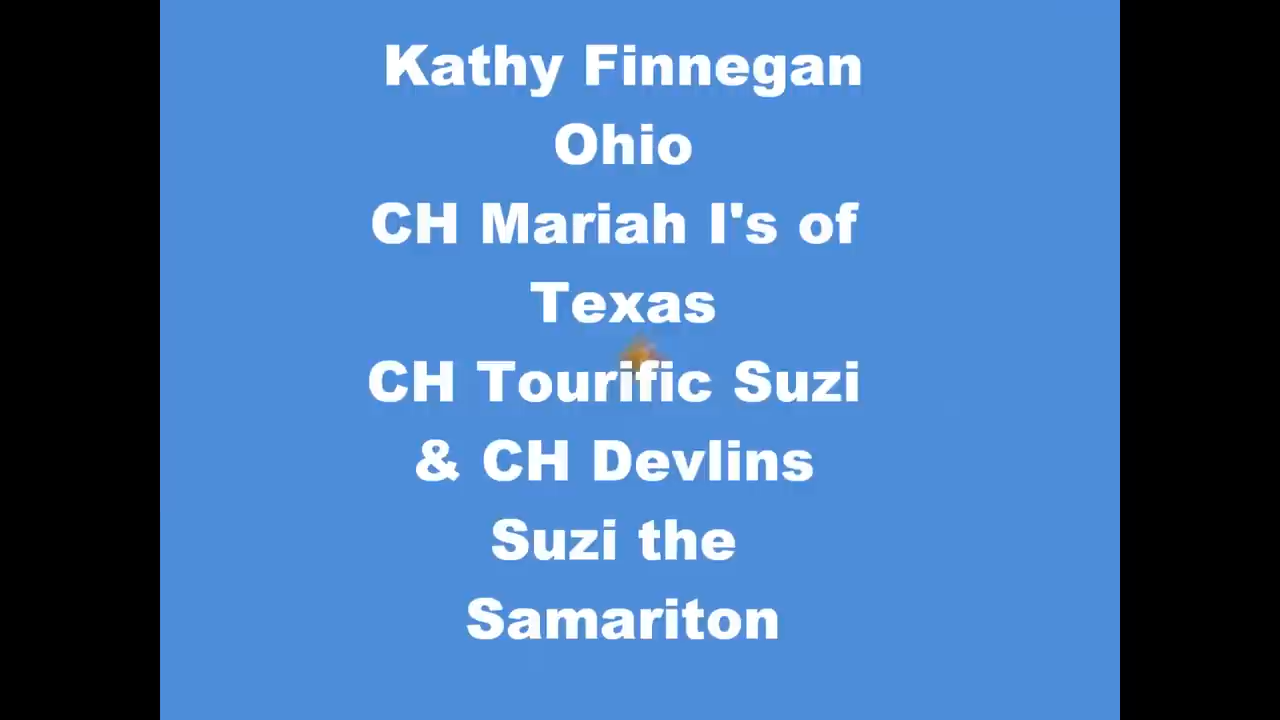 Kathy Finnegan
Ohio
CH Mariah I's of
Texas
CH Tourific Suzi
& CH Devlins
Suzi the
Samariton